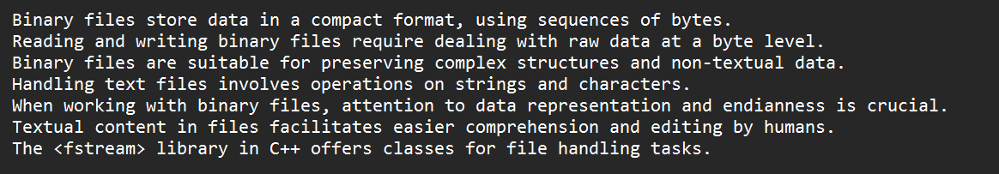 Binary files store data in a compact format, using sequences of bytes.
Reading and writing binary files require dealing with raw data at a byte level.
Binary files are suitable for preserving complex structures and non-textual data.
Handling text files involves operations on strings and characters.
When working with binary files, attention to data representation and endianness is crucial.
Textual content in files facilitates easier comprehension and editing by humans.
The <fstream> library in C++ offers classes for file handling tasks.